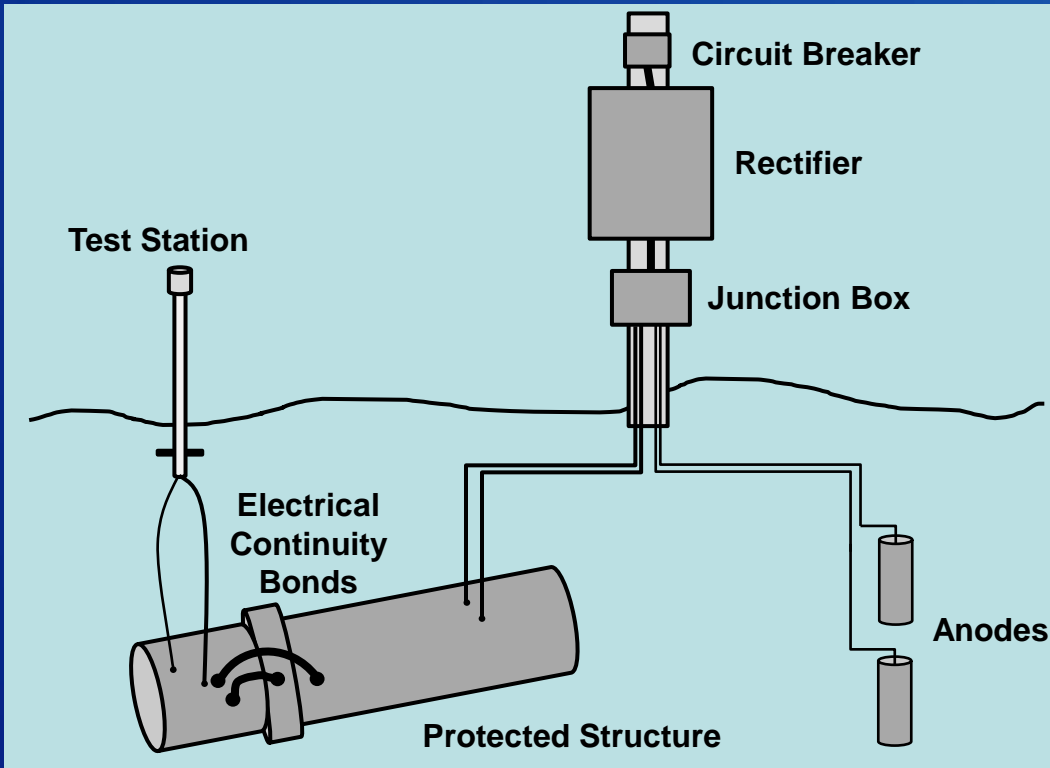 Circuit Breaker
Rectifier
Test Station
Junction Box
Electrical
Continuity
Bonds
Anodes
Protected Structure